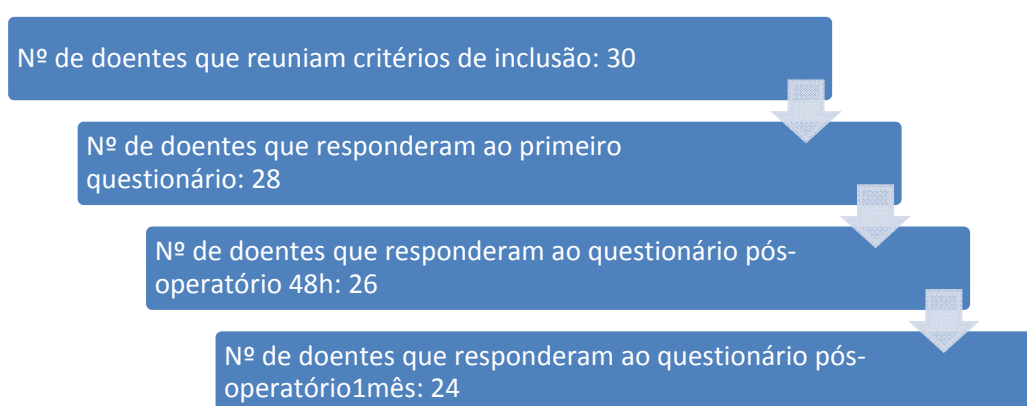 Nº de doentes que reuniam critérios de inclusão: 30
Nº de doentes que responderam ao primeiro
questionário: 28
Nº de doentes que responderam ao questionário pós-
operatório 48h: 26
Nº de doentes que responderam ao questionário pós-
operatório1mês: 24